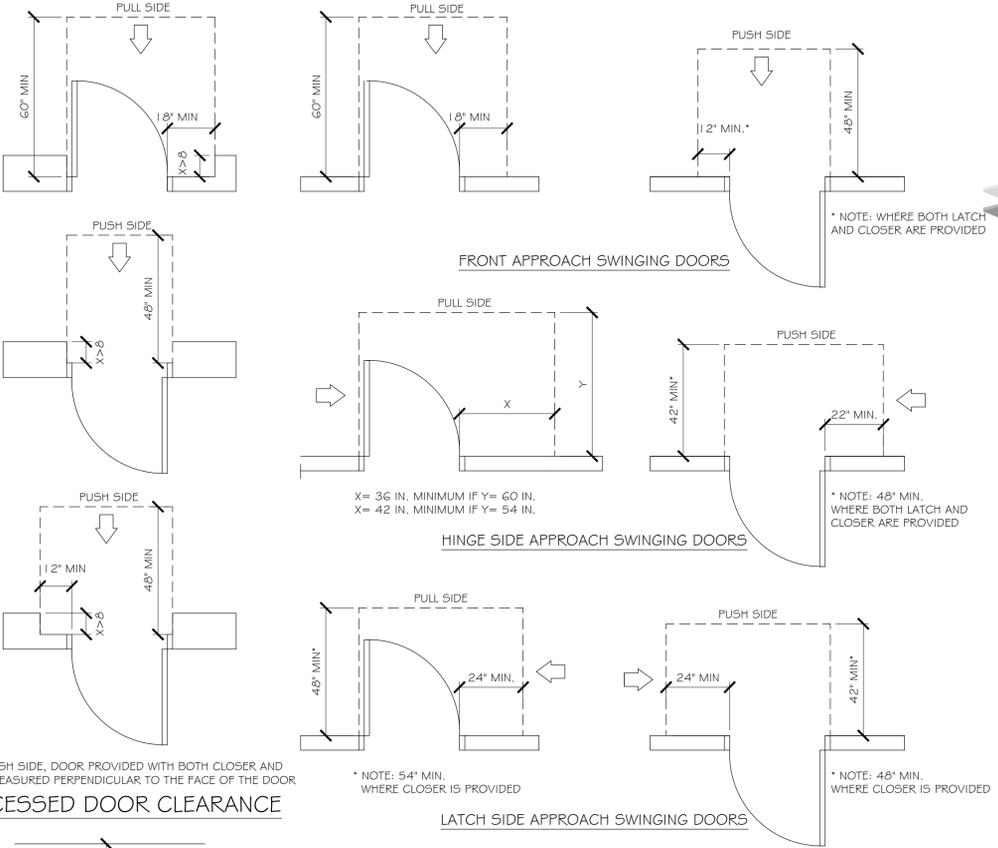 PULL SIDE
60" MIN
18" MIN
X>8
PULL SIDE
60" MIN
18" MIN
PUSH SIDE
12" MIN.*
48" MIN
* NOTE: WHERE BOTH LATCH
AND CLOSER ARE PROVIDED
FRONT APPROACH SWINGING DOORS
PUSH SIDE
48" MIN
X>8
PULL SIDE
X
Y
X= 36 IN. MINIMUM IF Y= 60 IN.
X= 42 IN. MINIMUM IF Y= 54 IN.
PUSH SIDE
42" MIN*
22" MIN.
* NOTE: 48" MIN.
WHERE BOTH LATCH AND
CLOSER ARE PROVIDED
HINGE SIDE APPROACH SWINGING DOORS
PUSH SIDE
12" MIN
48" MIN
X>8
SH SIDE, DOOR PROVIDED WITH BOTH CLOSER AND
EASURED PERPENDICULAR TO THE FACE OF THE DOOR
CESSED DOOR CLEARANCE
PULL SIDE
48" MIN*
24" MIN.
* NOTE: 54" MIN.
WHERE CLOSER IS PROVIDED
PUSH SIDE
24" MIN
42" MIN*
* NOTE: 48" MIN.
WHERE CLOSER IS PROVIDED
LATCH SIDE APPROACH SWINGING DOORS